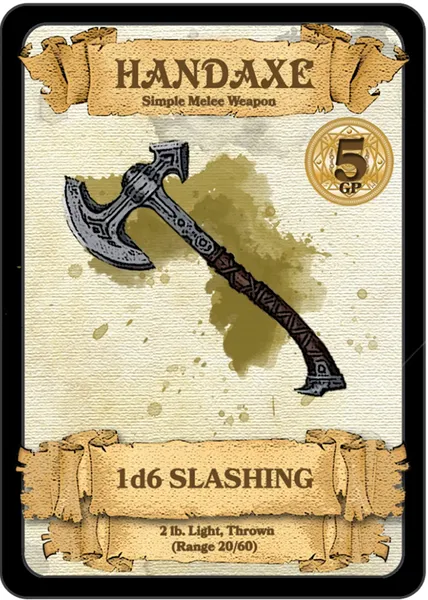 HANDAXE
Simple Melee Weapon
5
GP
1d6 SLASHING
2 lb. Light, Thrown
(Range 20/60)